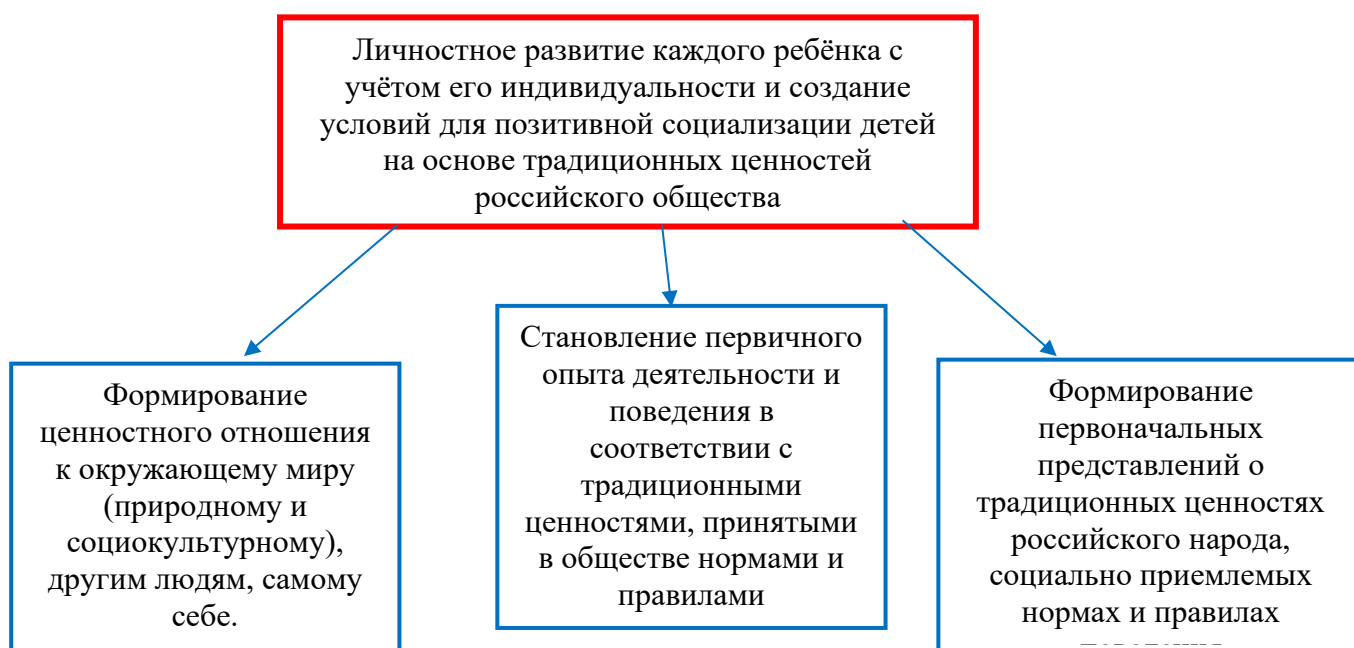 Личностное развитие каждого ребёнка с
учётом его индивидуальности и создание
условий для позитивной социализации детей
на основе традиционных ценностей
российского общества
Формирование
ценностного отношения
к окружающему миру
(природному и
социокультурному),
другим людям, самому
себе.
Становление первичного
опыта деятельности и
поведения в
соответствии с
традиционными
ценностями, принятыми
в обществе нормами и
правилами
Формирование
первоначальных
представлений о
традиционных ценностях
российского народа,
социально приемлемых
нормах и правилах